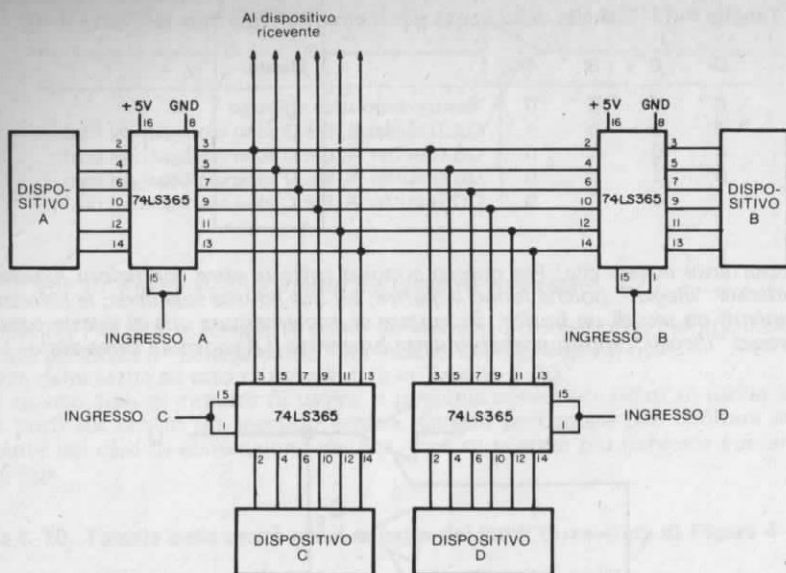 Al dispositivo
ricevente
+ 5V GND
16 8
+ 5V GND
16 8
2 3
4 5
6 7
10 9
12 11
14 13
DISPO-
SITIVO
A
74LS365
15 1
INGRESSO A
2 3
4 5
6 7
10 9
12 11
14 13
74LS365
DISPO-
SITIVO
B
15 1
INGRESSO B
3 5 7 9 11 13
3 5 7 9 11 13
INGRESSO C
15
1
74LS365
74LS365
15
1
INGRESSO D
2 4 6 10 12 14
2 4 6 10 12 14
DISPOSITIVO
C
DISPOSITIVO
D